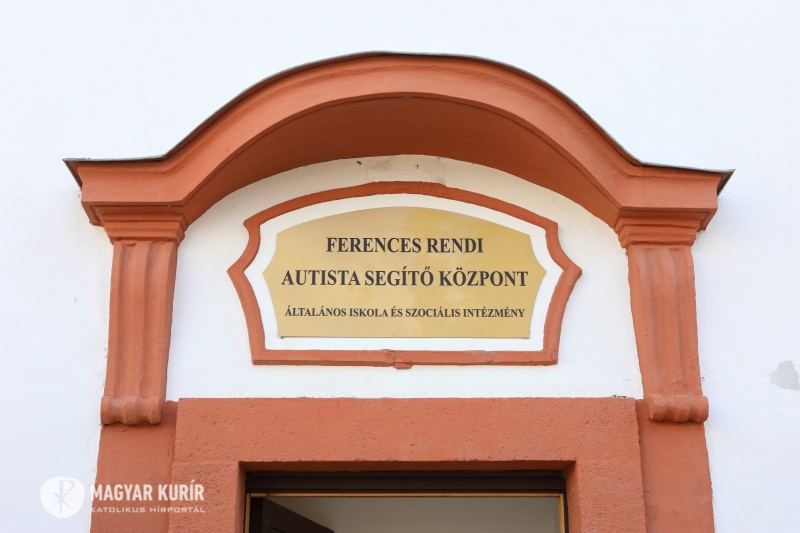 FERENCES RENDI
AUTISTA SEGÍTŐ KÖZPONT
ÁLTALÁNOS ISKOLA ÉS SZOCIÁLIS INTÉZMÉNY
MAGYAR KURÍR
KATOLIKUS HÍRPORTÁL